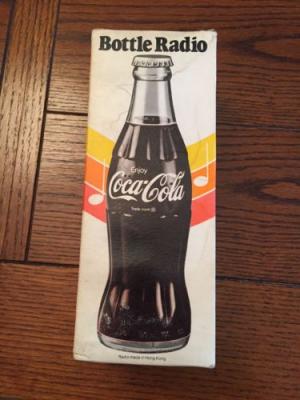 Bottle Radio
Enjoy
Coca-Cola
Trade mark ®
Radio made in Hong Kong